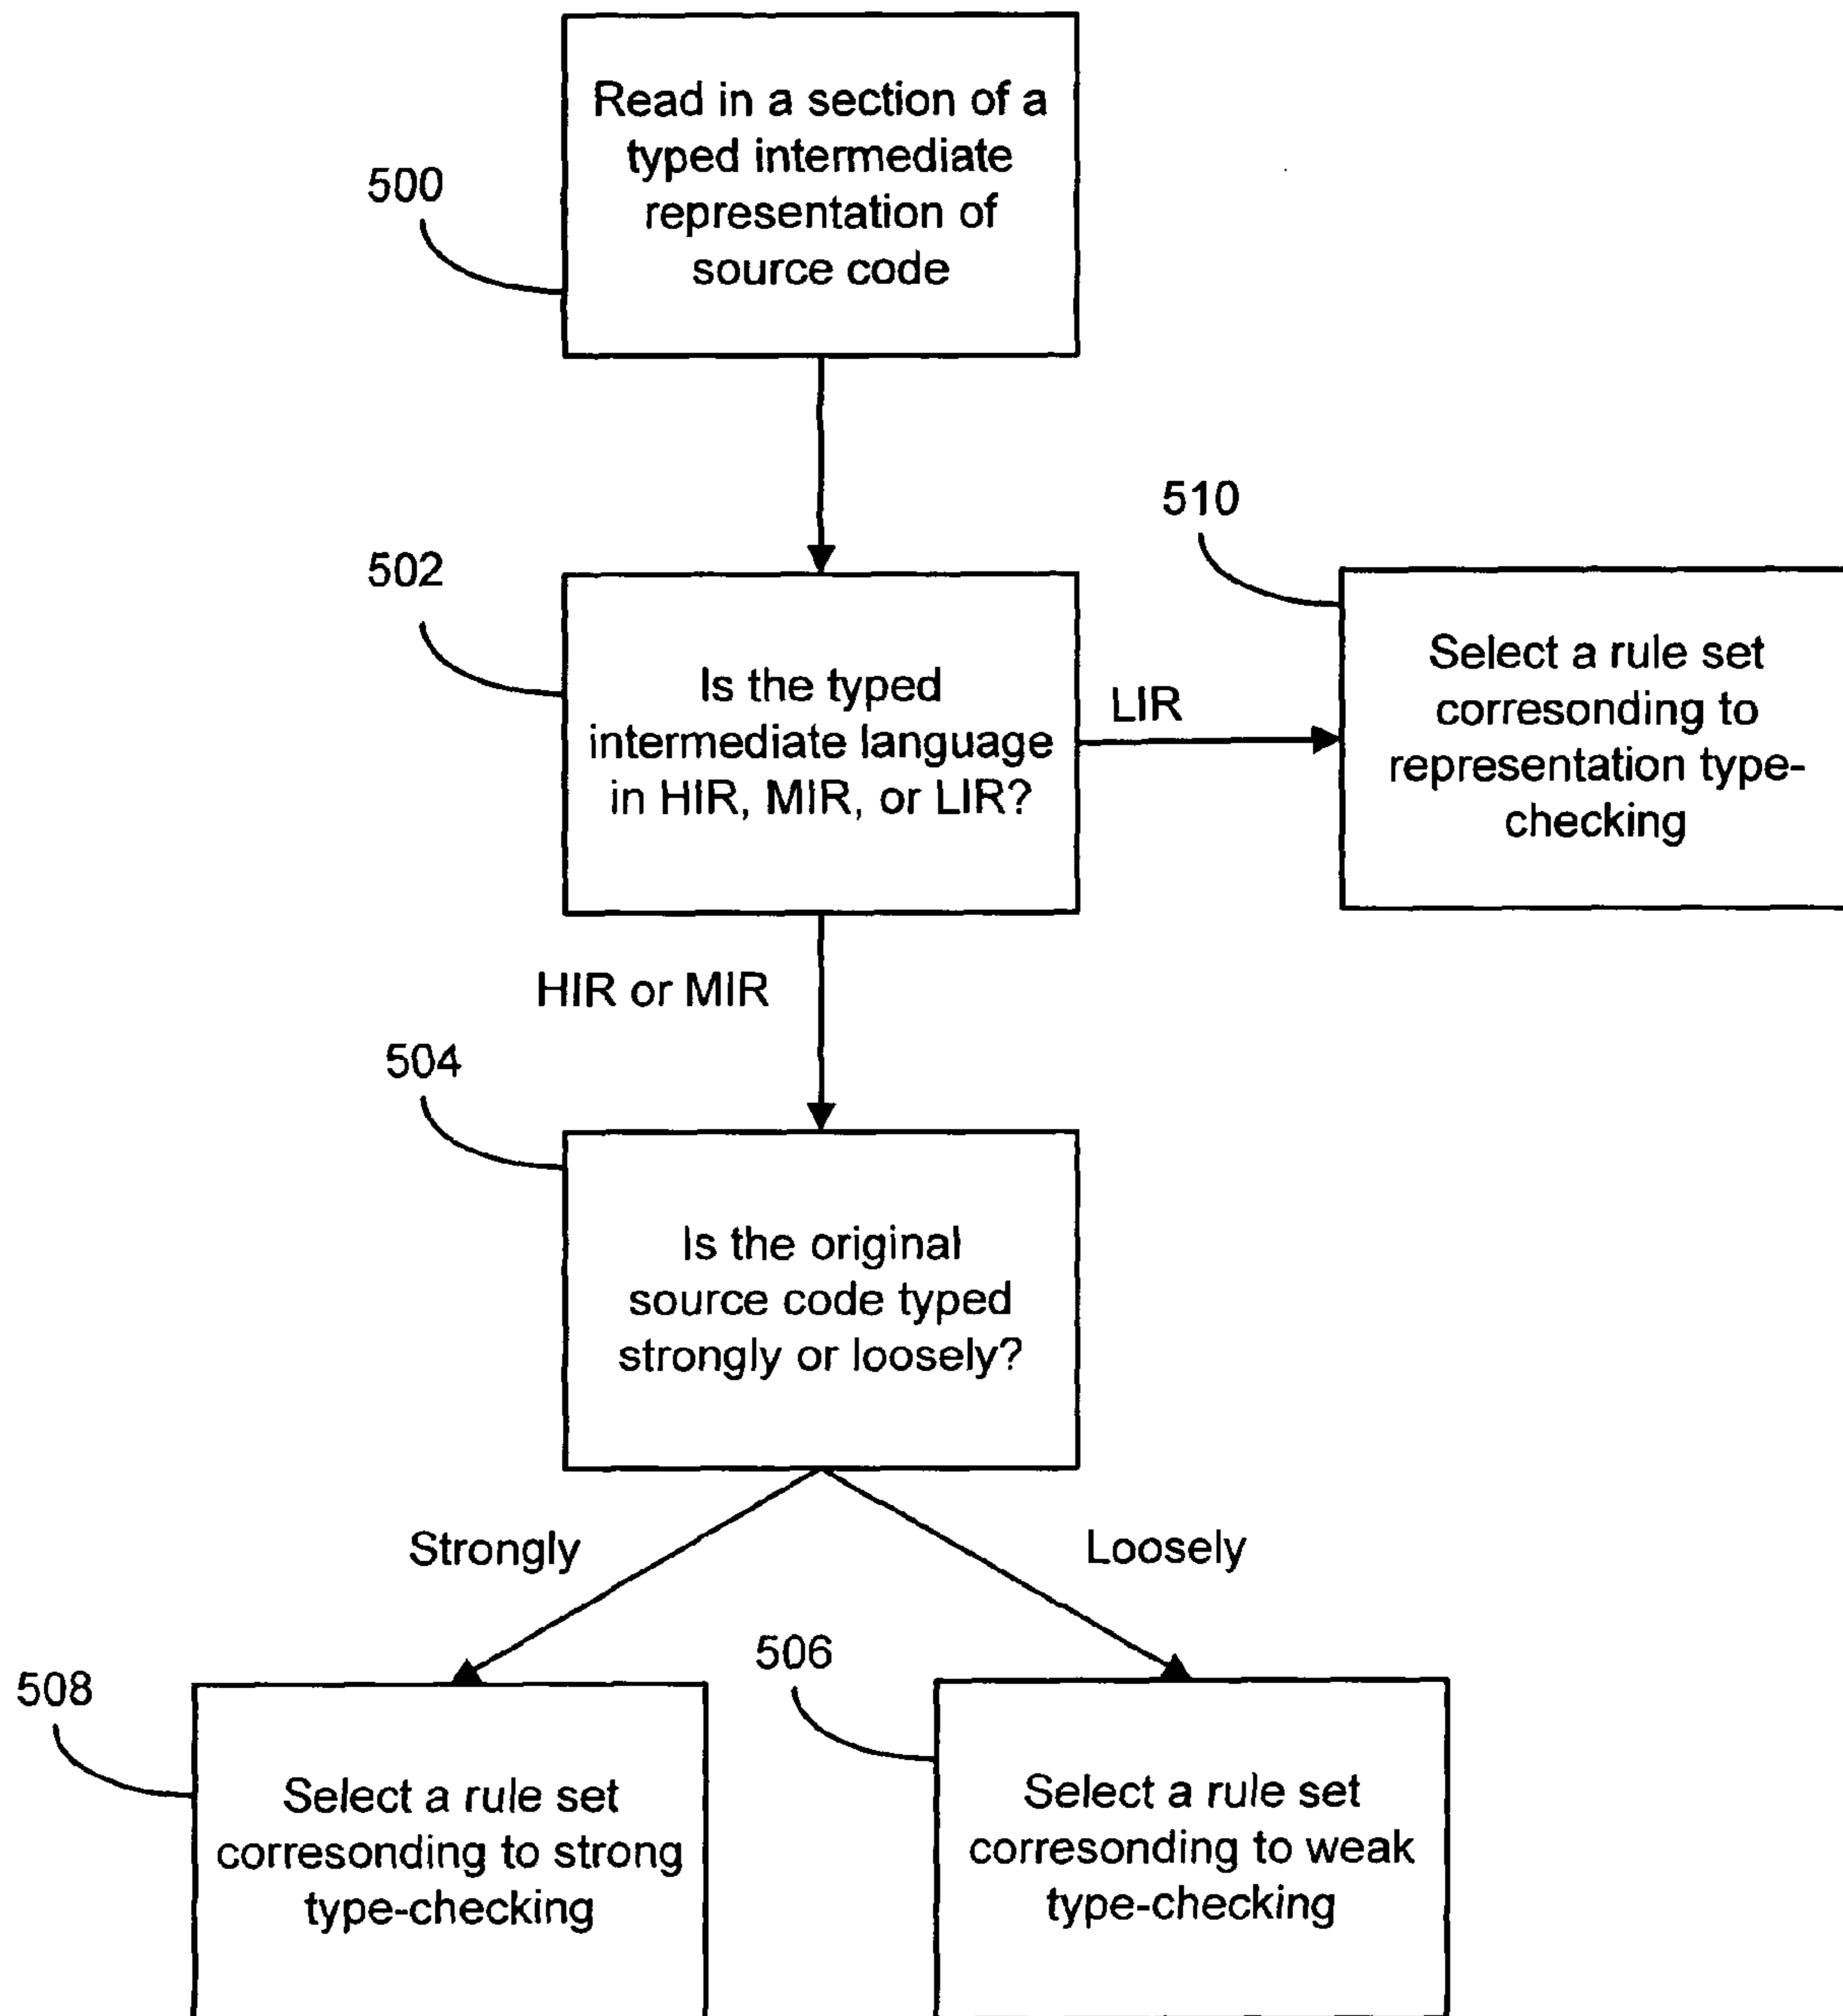 Read in a section of a
typed intermediate
representation of
source code
500
502
Is the typed
intermediate language
in HIR, MIR, or LIR?
LIR
510
Select a rule set
corresonding to
representation type-
checking
HIR or MIR
504
Is the original
source code typed
strongly or loosely?
Strongly
Loosely
508
Select a rule set
corresonding to strong
type-checking
506
Select a rule set
corresonding to weak
type-checking